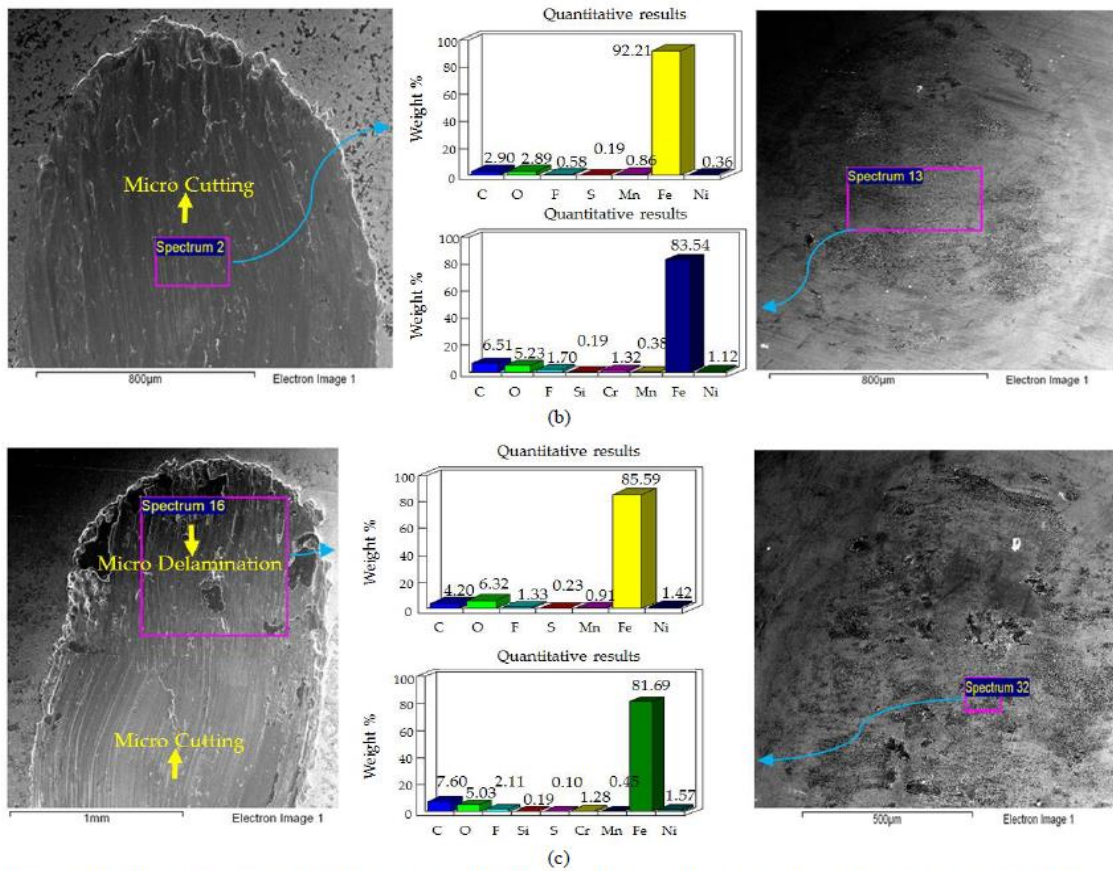 Micro Cutting
Spectrum 2
800µm Electron Image 1
Quantitative results
Weight %
100
80
60
40
20
0
2.90 2.89 0.58 0.19 0.86 92.21 0.36
C O F S Mn Fe Ni
Quantitative results
Weight %
100
80
60
40
20
0
6.51 5.23 1.70 0.19 1.32 0.38 83.54 1.12
C O F Si Cr Mn Fe Ni
Spectrum 13
800µm Electron Image 1
(b)
Spectrum 16
Micro Delamination
Micro Cutting
1mm Electron Image 1
Quantitative results
Weight %
100
80
60
40
20
0
4.20 6.32 1.33 0.23 0.91 85.59 1.42
C O F S Mn Fe Ni
Quantitative results
Weight %
100
80
60
40
20
0
7.60 5.03 2.11 0.19 0.10 1.28 0.45 81.69 1.57
C O F Si S Cr Mn Fe Ni
Spectrum 32
500µm Electron Image 1
(c)